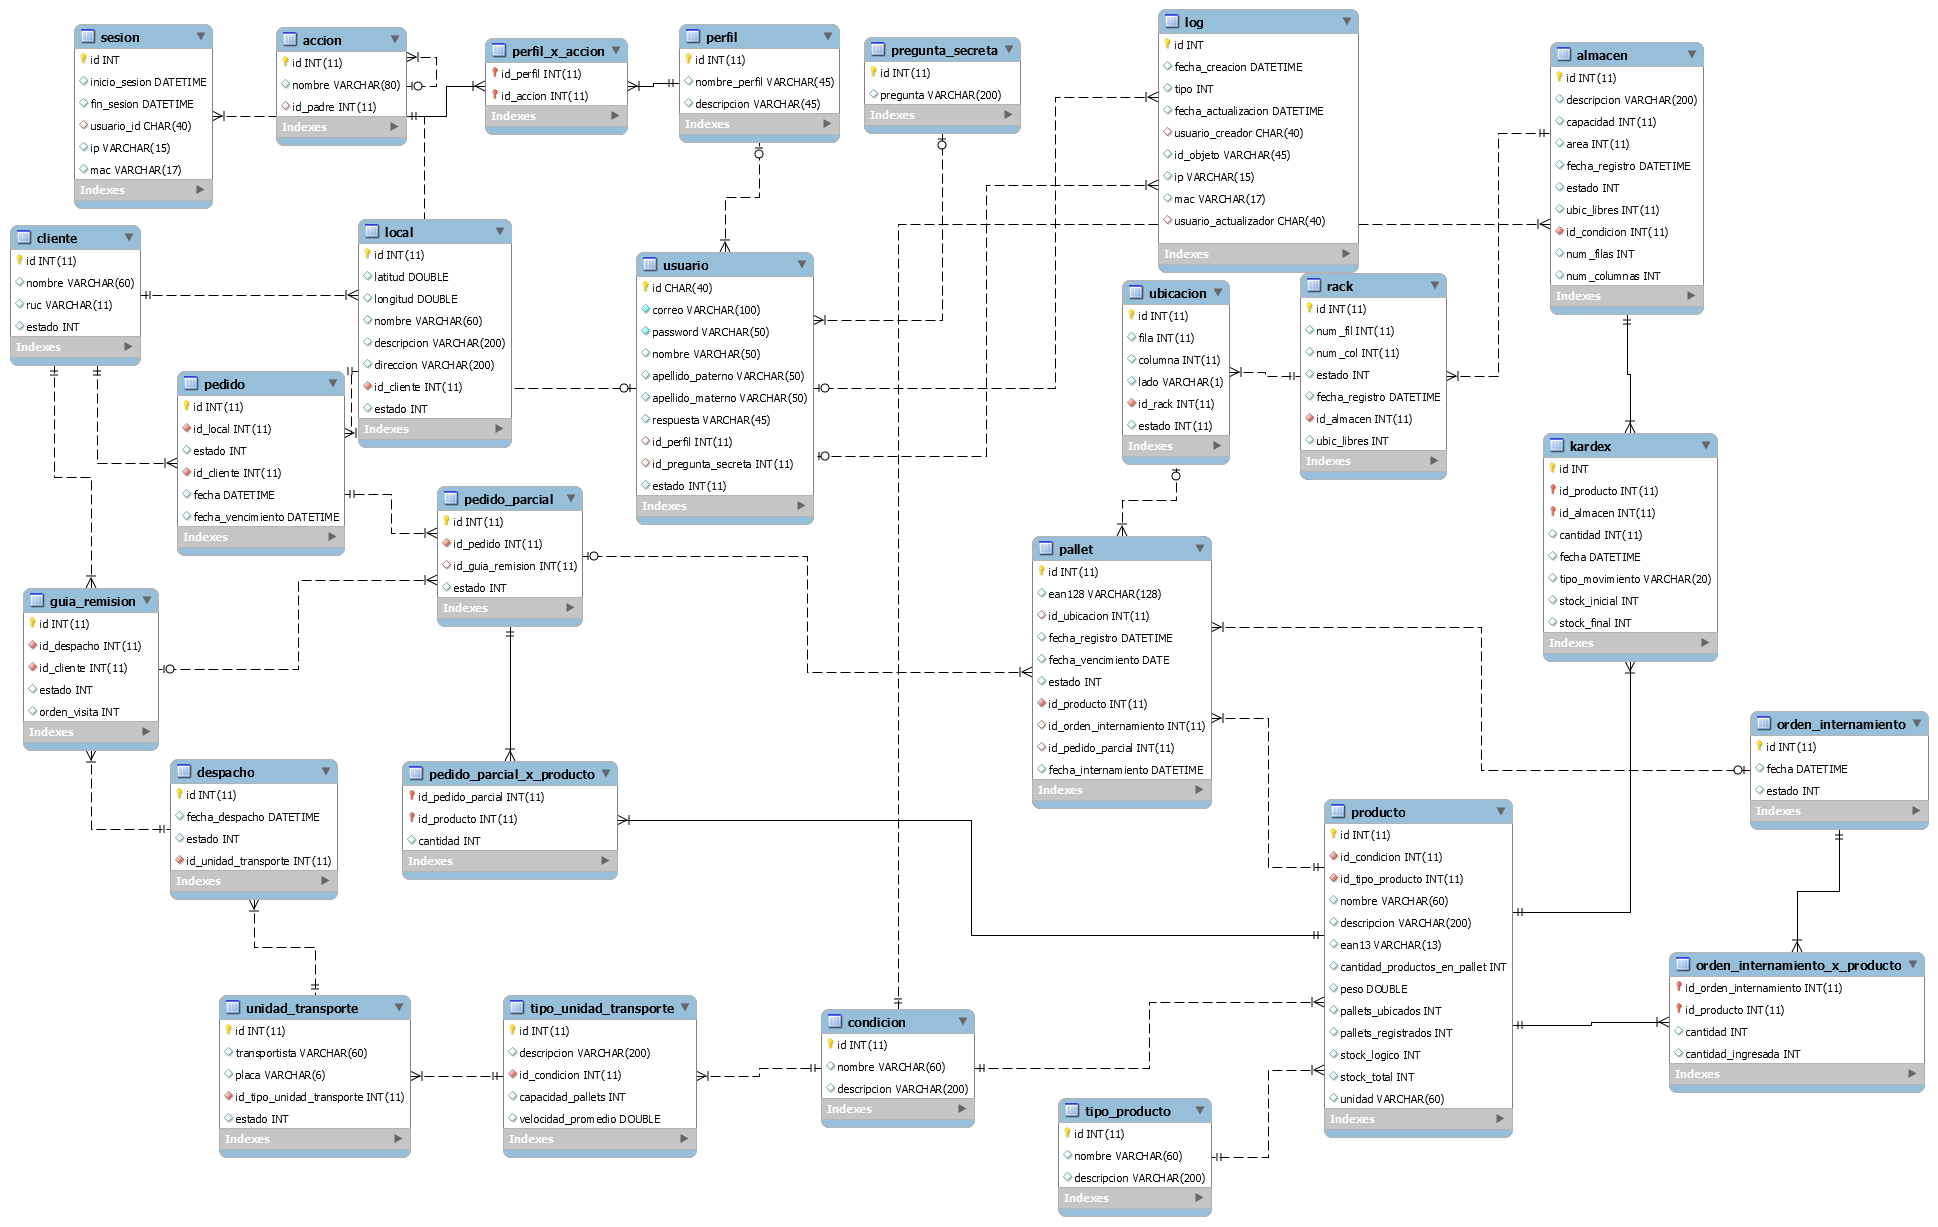 sesion
id INT
inicio_sesion DATETIME
fin_sesion DATETIME
usuario_id CHAR(40)
ip VARCHAR(15)
mac VARCHAR(17)
Indexes
accion
id INT(11)
nombre VARCHAR(80)
id_padre INT(11)
Indexes
perfil_x_accion
id_perfil INT(11)
id_accion INT(11)
Indexes
perfil
id INT(11)
nombre_perfil VARCHAR(45)
descripcion VARCHAR(45)
Indexes
pregunta_secreta
id INT(11)
pregunta VARCHAR(200)
Indexes
log
id INT
fecha_creacion DATETIME
tipo INT
fecha_actualizacion DATETIME
usuario_creador CHAR(40)
id_objeto VARCHAR(45)
ip VARCHAR(15)
mac VARCHAR(17)
usuario_actualizador CHAR(40)
Indexes
almacen
id INT(11)
descripcion VARCHAR(200)
capacidad INT(11)
area INT(11)
fecha_registro DATETIME
estado INT
ubic_libres INT(11)
id_condicion INT(11)
num_filas INT
num_columnas INT
Indexes
cliente
id INT(11)
nombre VARCHAR(60)
ruc VARCHAR(11)
estado INT
Indexes
local
id INT(11)
latitud DOUBLE
longitud DOUBLE
nombre VARCHAR(60)
descripcion VARCHAR(200)
direccion VARCHAR(200)
id_cliente INT(11)
estado INT
Indexes
usuario
id CHAR(40)
correo VARCHAR(100)
password VARCHAR(50)
nombre VARCHAR(50)
apellido_paterno VARCHAR(50)
apellido_materno VARCHAR(50)
respuesta VARCHAR(45)
id_perfil INT(11)
id_pregunta_secreta INT(11)
estado INT(11)
Indexes
ubicacion
id INT(11)
fila INT(11)
columna INT(11)
lado VARCHAR(1)
id_rack INT(11)
estado INT(11)
Indexes
rack
id INT(11)
num_fil INT(11)
num_col INT(11)
estado INT
fecha_registro DATETIME
id_almacen INT(11)
ubic_libres INT
Indexes
pedido
id INT(11)
id_local INT(11)
estado INT
id_cliente INT(11)
fecha DATETIME
fecha_vencimiento DATETIME
Indexes
kardex
id INT
id_producto INT(11)
id_almacen INT(11)
cantidad INT(11)
fecha DATETIME
tipo_movimiento VARCHAR(20)
stock_inicial INT
stock_final INT
Indexes
pedido_parcial
id INT(11)
id_pedido INT(11)
id_guia_remision INT(11)
estado INT
Indexes
pallet
id INT(11)
ean128 VARCHAR(128)
id_ubicacion INT(11)
fecha_registro DATETIME
fecha_vencimiento DATE
estado INT
id_producto INT(11)
id_orden_internamiento INT(11)
id_pedido_parcial INT(11)
fecha_internamiento DATETIME
Indexes
guia_remision
id INT(11)
id_despacho INT(11)
id_cliente INT(11)
estado INT
orden_visita INT
Indexes
orden_internamiento
id INT(11)
fecha DATETIME
estado INT
Indexes
despacho
id INT(11)
fecha_despacho DATETIME
estado INT
id_unidad_transporte INT(11)
Indexes
pedido_parcial_x_producto
id_pedido_parcial INT(11)
id_producto INT(11)
cantidad INT
Indexes
producto
id INT(11)
id_condicion INT(11)
id_tipo_producto INT(11)
nombre VARCHAR(60)
descripcion VARCHAR(200)
ean13 VARCHAR(13)
cantidad_productos_en_pallet INT
peso DOUBLE
pallets_ubicados INT
pallets_registrados INT
stock_logico INT
stock_total INT
unidad VARCHAR(60)
Indexes
orden_internamiento_x_producto
id_orden_internamiento INT(11)
id_producto INT(11)
cantidad INT
cantidad_ingresada INT
Indexes
unidad_transporte
id INT(11)
transportista VARCHAR(60)
placa VARCHAR(6)
id_tipo_unidad_transporte INT(11)
estado INT
Indexes
tipo_unidad_transporte
id INT(11)
descripcion VARCHAR(200)
id_condicion INT(11)
capacidad_pallets INT
velocidad_promedio DOUBLE
Indexes
condicion
id INT(11)
nombre VARCHAR(60)
descripcion VARCHAR(200)
Indexes
tipo_producto
id INT(11)
nombre VARCHAR(60)
descripcion VARCHAR(200)
Indexes